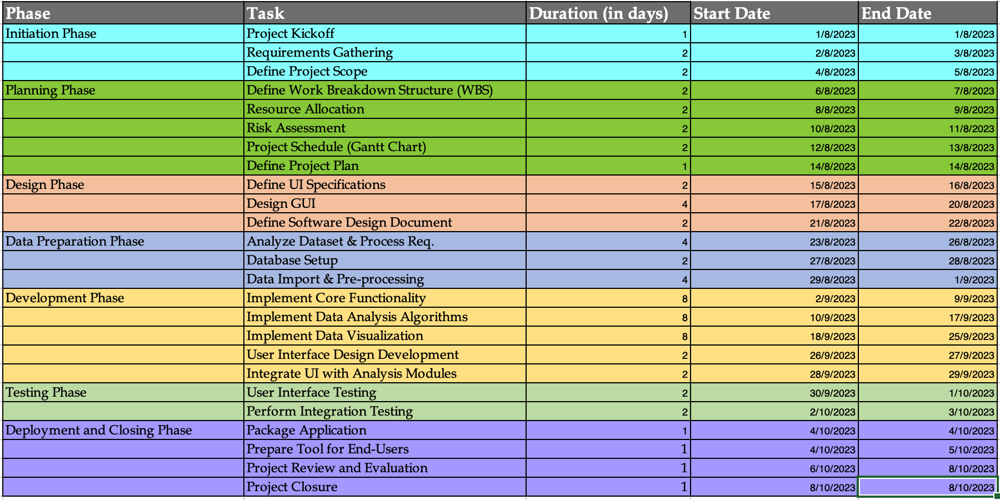 Phase Task Duration (in days) Start Date End Date
Initiation Phase Project Kickoff 1 1/8/2023 1/8/2023
Requirements Gathering 2 2/8/2023 3/8/2023
Define Project Scope 2 4/8/2023 5/8/2023
Planning Phase Define Work Breakdown Structure (WBS) 2 6/8/2023 7/8/2023
Resource Allocation 2 8/8/2023 9/8/2023
Risk Assessment 2 10/8/2023 11/8/2023
Project Schedule (Gantt Chart) 2 12/8/2023 13/8/2023
Define Project Plan 1 14/8/2023 14/8/2023
Design Phase Define UI Specifications 2 15/8/2023 16/8/2023
Design GUI 4 17/8/2023 20/8/2023
Define Software Design Document 2 21/8/2023 22/8/2023
Data Preparation Phase Analyze Dataset & Process Req. 4 23/8/2023 26/8/2023
Database Setup 2 27/8/2023 28/8/2023
Data Import & Pre-processing 4 29/8/2023 1/9/2023
Development Phase Implement Core Functionality 8 2/9/2023 9/9/2023
Implement Data Analysis Algorithms 8 10/9/2023 17/9/2023
Implement Data Visualization 8 18/9/2023 25/9/2023
User Interface Design Development 2 26/9/2023 27/9/2023
Integrate UI with Analysis Modules 2 28/9/2023 29/9/2023
Testing Phase User Interface Testing 2 30/9/2023 1/10/2023
Perform Integration Testing 2 2/10/2023 3/10/2023
Deployment and Closing Phase Package Application 1 4/10/2023 4/10/2023
Prepare Tool for End-Users 1 4/10/2023 5/10/2023
Project Review and Evaluation 1 6/10/2023 8/10/2023
Project Closure 1 8/10/2023 8/10/2023